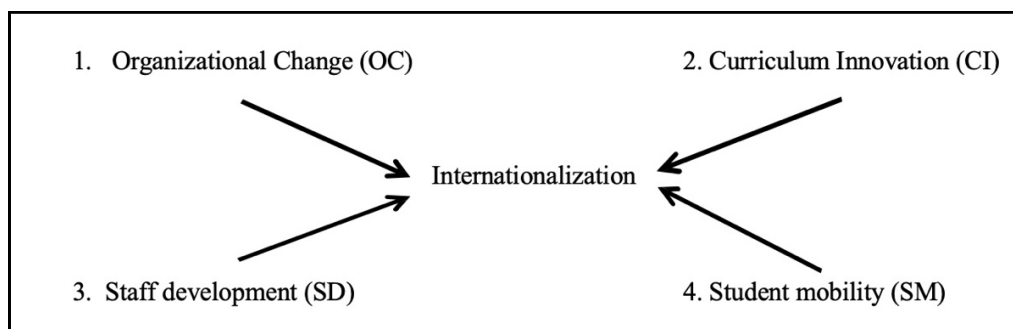 1. Organizational Change (OC)
2. Curriculum Innovation (CI)
Internationalization
3. Staff development (SD)
4. Student mobility (SM)